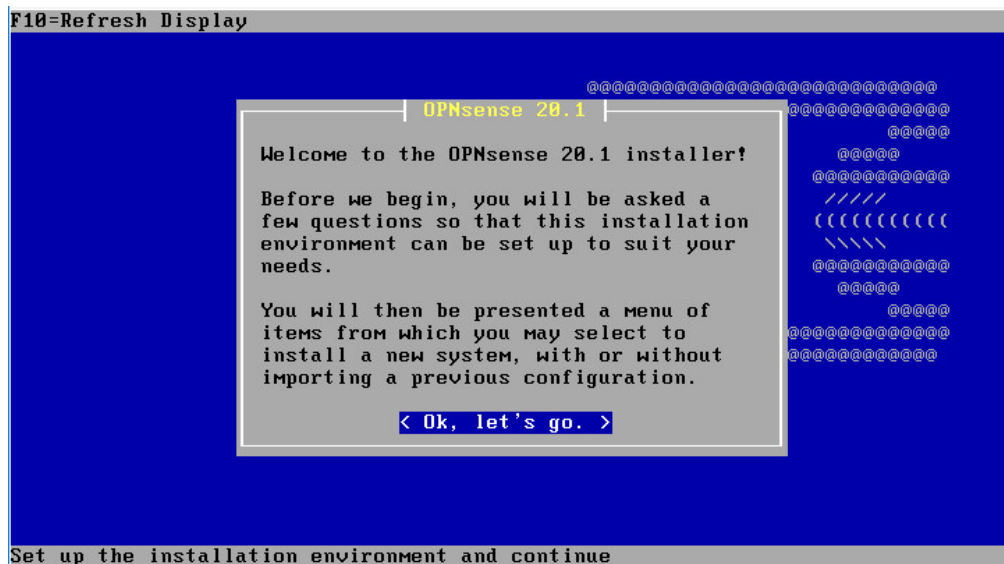 F10=Refresh Display
OPNsense 20.1
Welcome to the OPNsense 20.1 installer!
Before we begin, you will be asked a
few questions so that this installation
environment can be set up to suit your
needs.
You will then be presented a menu of
items from which you may select to
install a new system, with or without
importing a previous configuration.
< Ok, let's go. >
Set up the installation environment and continue